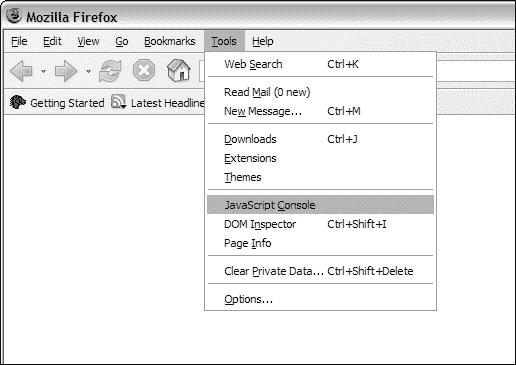 Mozilla Firefox
File Edit View Go Bookmarks Tools Help
Getting Started Latest Headline
Web Search Ctrl+K
Read Mail (0 new)
New Message... Ctrl+M
Downloads Ctrl+J
Extensions
Themes
JavaScript Console
DOM Inspector Ctrl+Shift+I
Page Info
Clear Private Data... Ctrl+Shift+Delete
Options...